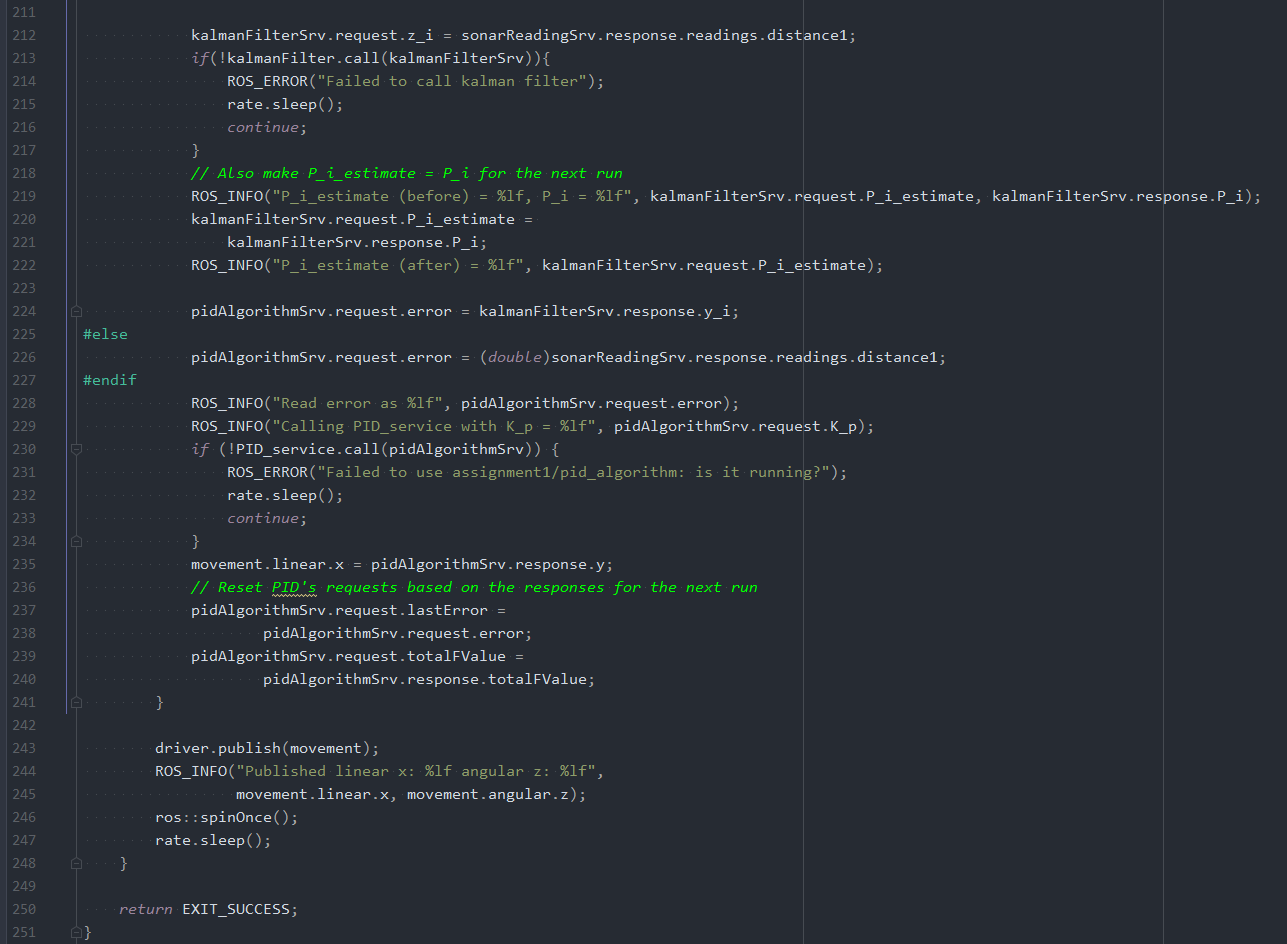 211
212 kalmanFilterSrv.request.z_i = sonarReadingSrv.response.readings.distance1;
213 if(!kalmanFilter.call(kalmanFilterSrv)){
214 ROS_ERROR("Failed to call kalman filter");
215 rate.sleep();
216 continue;
217 }
218 // Also make P_i_estimate = P_i for the next run
219 ROS_INFO("P_i_estimate (before) = %lf, P_i = %lf", kalmanFilterSrv.request.P_i_estimate, kalmanFilterSrv.response.P_i);
220 kalmanFilterSrv.request.P_i_estimate =
221 kalmanFilterSrv.response.P_i;
222 ROS_INFO("P_i_estimate (after) = %lf", kalmanFilterSrv.request.P_i_estimate);
223
224 pidAlgorithmSrv.request.error = kalmanFilterSrv.response.y_i;
225 #else
226 pidAlgorithmSrv.request.error = (double)sonarReadingSrv.response.readings.distance1;
227 #endif
228 ROS_INFO("Read error as %lf", pidAlgorithmSrv.request.error);
229 ROS_INFO("Calling PID_service with K_p = %lf", pidAlgorithmSrv.request.K_p);
230 if (!PID_service.call(pidAlgorithmSrv)) {
231 ROS_ERROR("Failed to use assignment1/pid_algorithm: is it running?");
232 rate.sleep();
233 continue;
234 }
235 movement.linear.x = pidAlgorithmSrv.response.y;
236 // Reset PID's requests based on the responses for the next run
237 pidAlgorithmSrv.request.lastError =
238 pidAlgorithmSrv.request.error;
239 pidAlgorithmSrv.request.totalFValue =
240 pidAlgorithmSrv.response.totalFValue;
241 }
242
243 driver.publish(movement);
244 ROS_INFO("Published linear x: %lf angular z: %lf",
245 movement.linear.x, movement.angular.z);
246 ros::spinOnce();
247 rate.sleep();
248 }
249
250 return EXIT_SUCCESS;
251 }